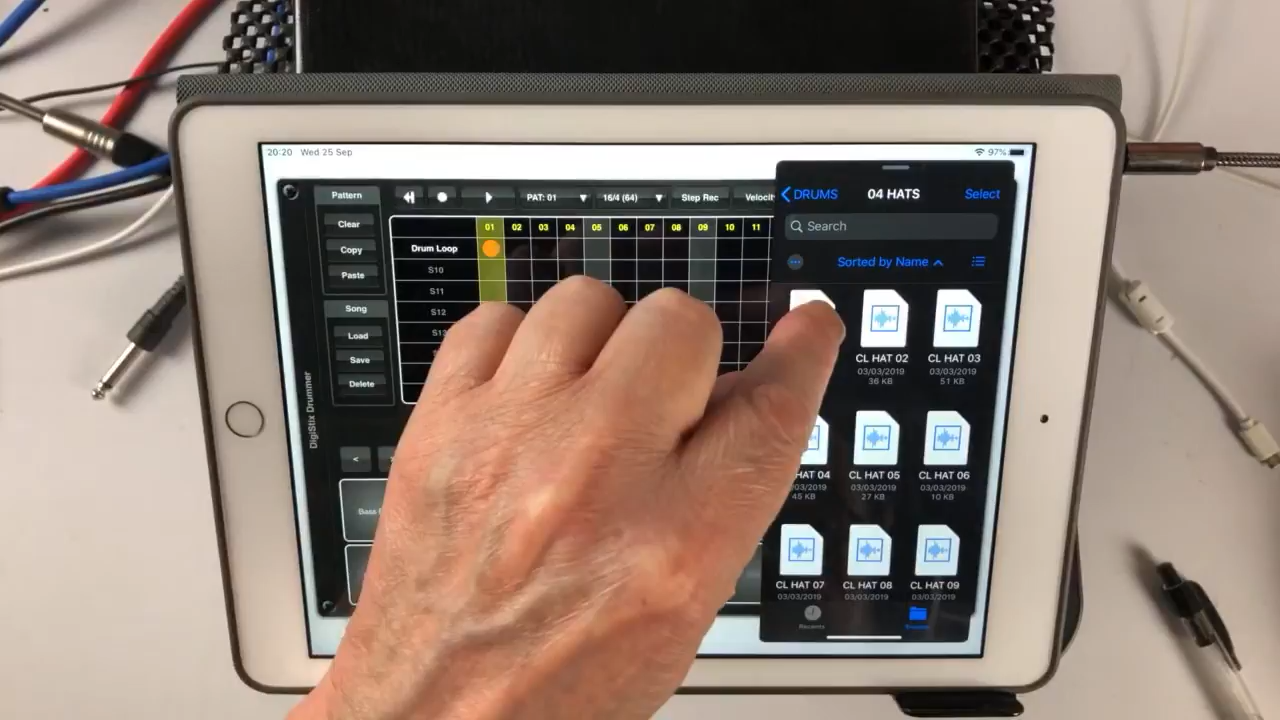 20:20 Wed 25 Sep
97%
Pattern
PAT: 01
16/4 (64)
Step Rec
Clear
Copy
Paste
Song
Load
Save
Delete
DigiStix Drummer
01 02 03 04 05 06 07 08 09 10 11
Drum Loop
S10
S11
S12
<
DRUMS
04 HATS
Select
Search
Sorted by Name
CL HAT 02
03/03/2019
36 KB
CL HAT 03
03/03/2019
51 KB
HAT 04
03/03/2019
45 KB
CL HAT 05
03/03/2019
27 KB
CL HAT 06
03/03/2019
10 KB
CL HAT 07
03/03/2019
CL HAT 08
03/03/2019
CL HAT 09
03/03/2019
Recents